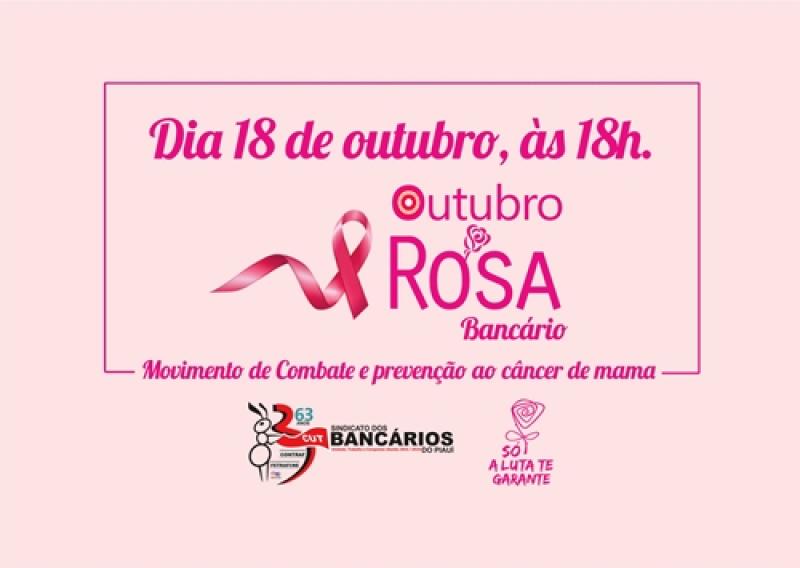 Dia 18 de outubro, às 18h.
Outubro
ROSA
Bancário
Movimento de Combate e prevenção ao câncer de mama
63
ANOS
CUT
CONTRAF
SINDICATO DOS
BANCÁRIOS
DO PIAUÍ
SÓ
A LUTA TE
GARANTE